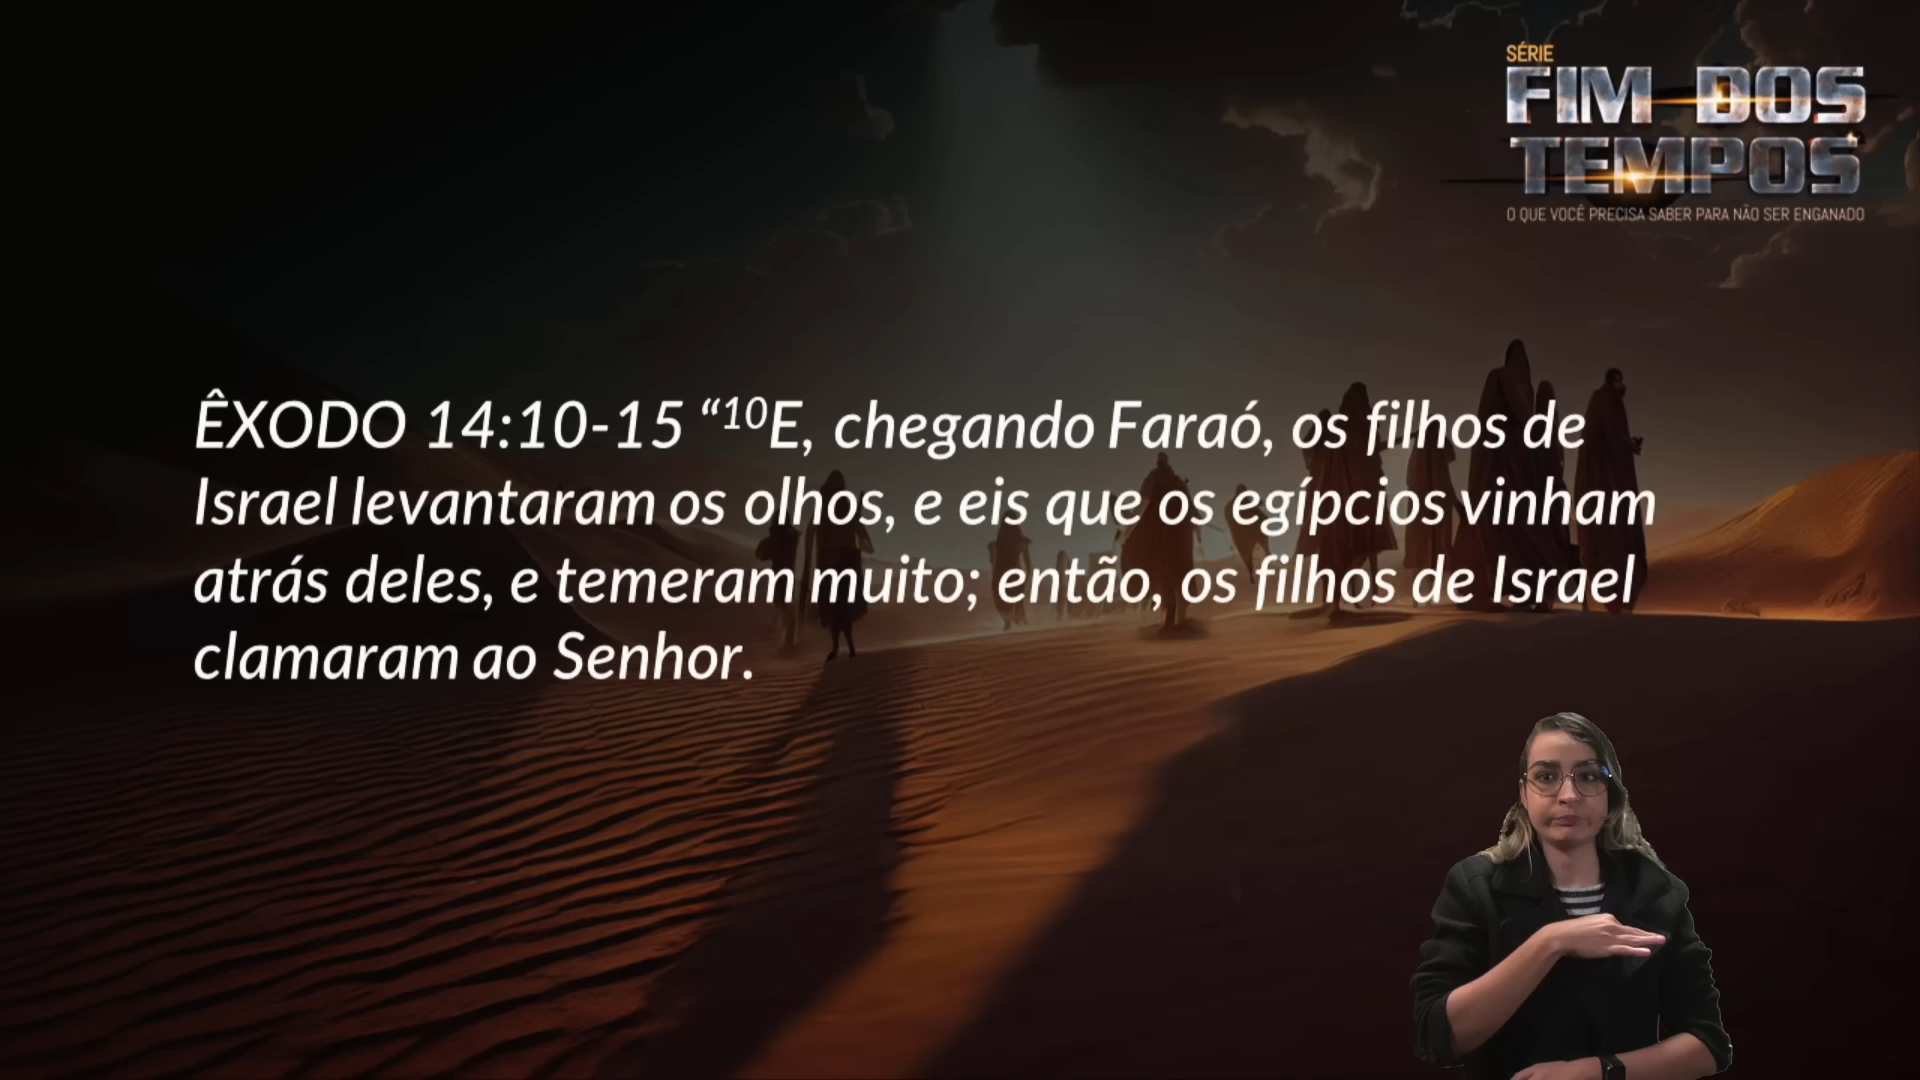 SÉRIE
FIM DOS
TEMPOS
O QUE VOCÊ PRECISA SABER PARA NÃO SER ENGANADO
ÊXODO 14:10-15 “¹⁰E, chegando Faraó, os filhos de
Israel levantaram os olhos, e eis que os egípcios vinham
atrás deles, e temeram muito; então, os filhos de Israel
clamaram ao Senhor.